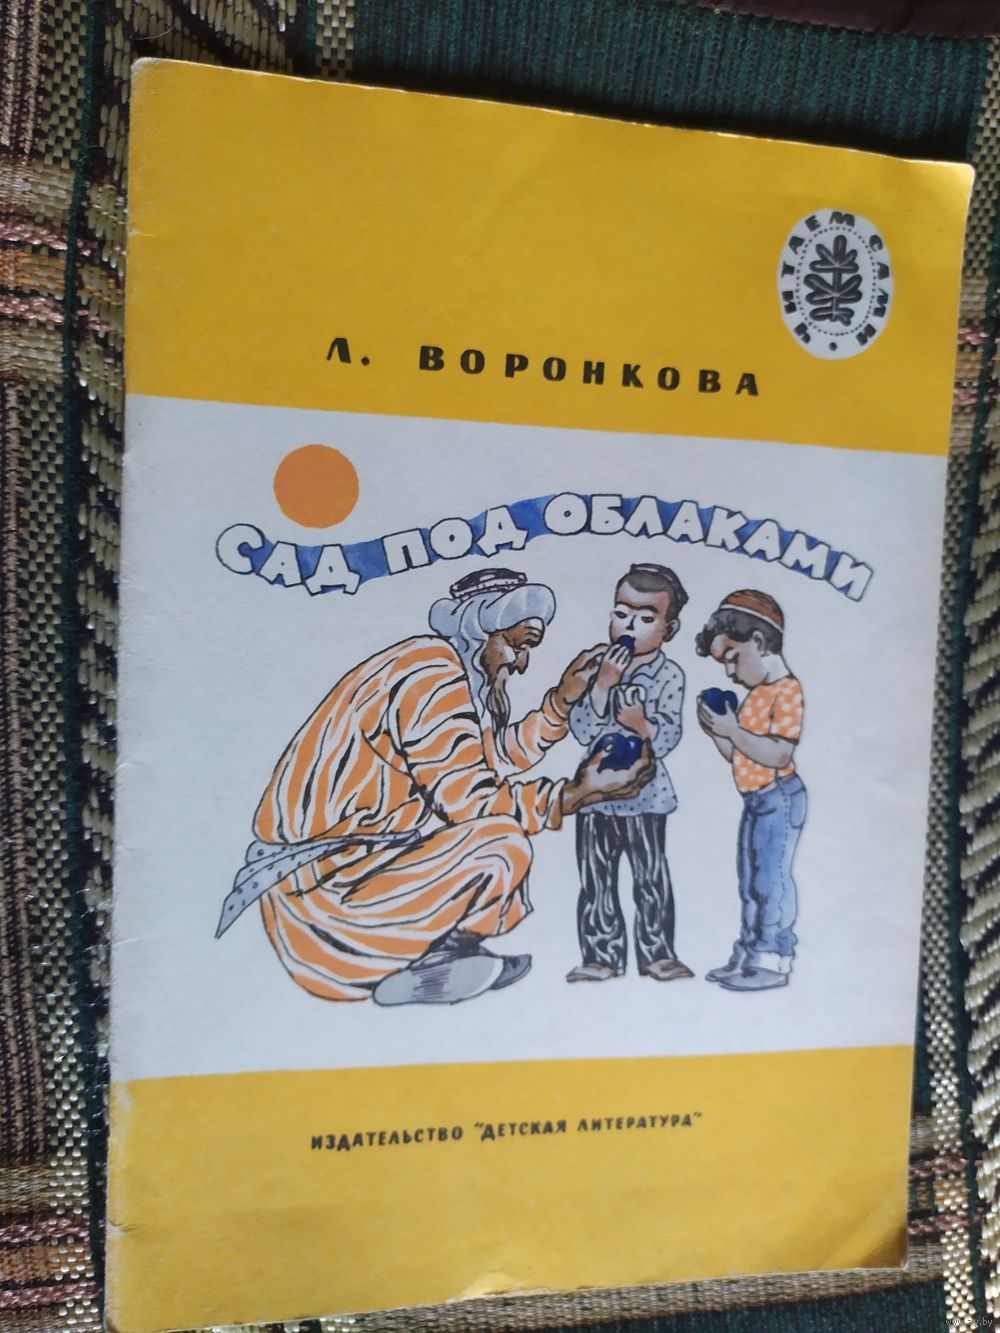 ЧИТАЕМ САМИ •
Л. ВОРОНКОВА
САД ПОД ОБЛАКАМИ
ИЗДАТЕЛЬСТВО "ДЕТСКАЯ ЛИТЕРАТУРА"